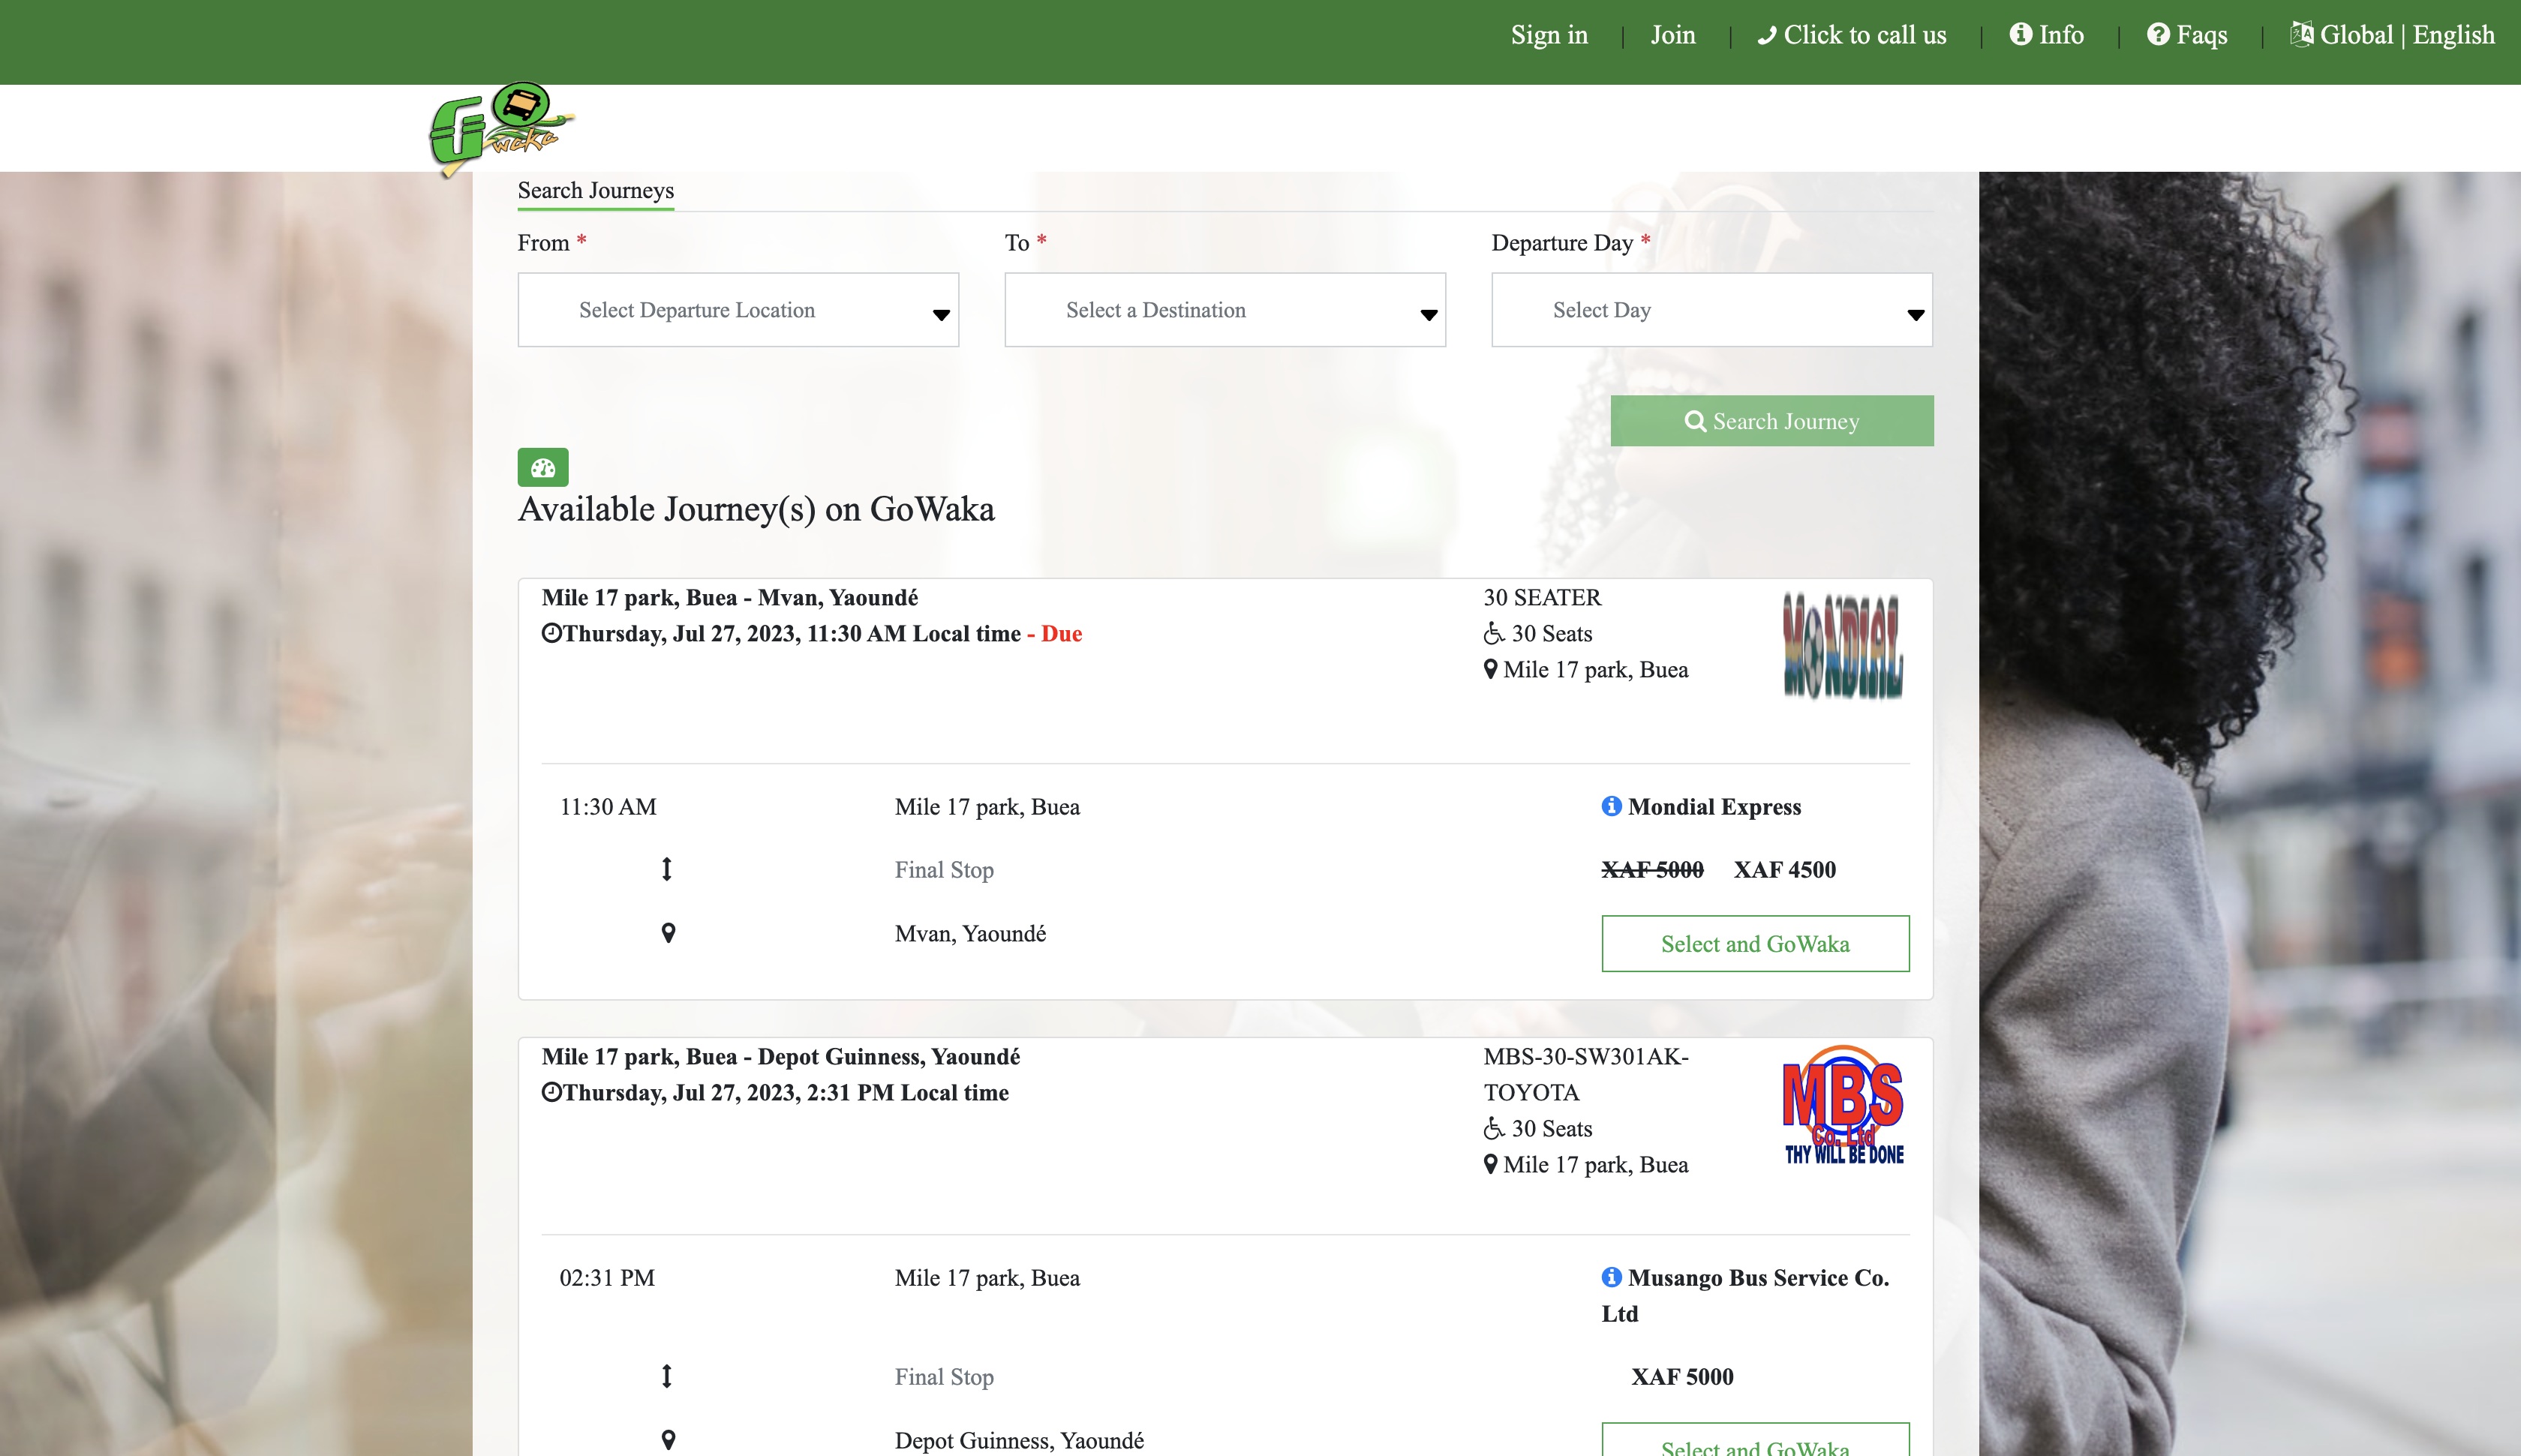 Sign in | Join | Click to call us | Info | Faqs | Global | English
G waka
Search Journeys
From * To * Departure Day *
Select Departure Location Select a Destination Select Day
Search Journey
Available Journey(s) on GoWaka
Mile 17 park, Buea - Mvan, Yaoundé 30 SEATER
Thursday, Jul 27, 2023, 11:30 AM Local time - Due 30 Seats
Mile 17 park, Buea
MONDIAL
11:30 AM Mile 17 park, Buea Mondial Express
Final Stop XAF 5000 XAF 4500
Mvan, Yaoundé
Select and GoWaka
Mile 17 park, Buea - Depot Guinness, Yaoundé MBS-30-SW301AK-
Thursday, Jul 27, 2023, 2:31 PM Local time TOYOTA
30 Seats
Mile 17 park, Buea
MBS
Co. Ltd
THY WILL BE DONE
02:31 PM Mile 17 park, Buea Musango Bus Service Co.
Ltd
Final Stop XAF 5000
Depot Guinness, Yaoundé
Select and GoWaka